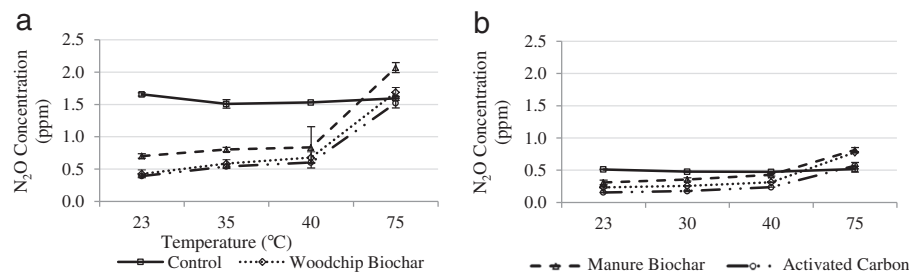 a
N₂O Concentration
(ppm)
2.5
2.0
1.5
1.0
0.5
0.0
23 35 40 75
Temperature (°C)
Control Woodchip Biochar
b
N₂O Concentration
(ppm)
2.5
2.0
1.5
1.0
0.5
0.0
23 30 40 75
Manure Biochar Activated Carbon